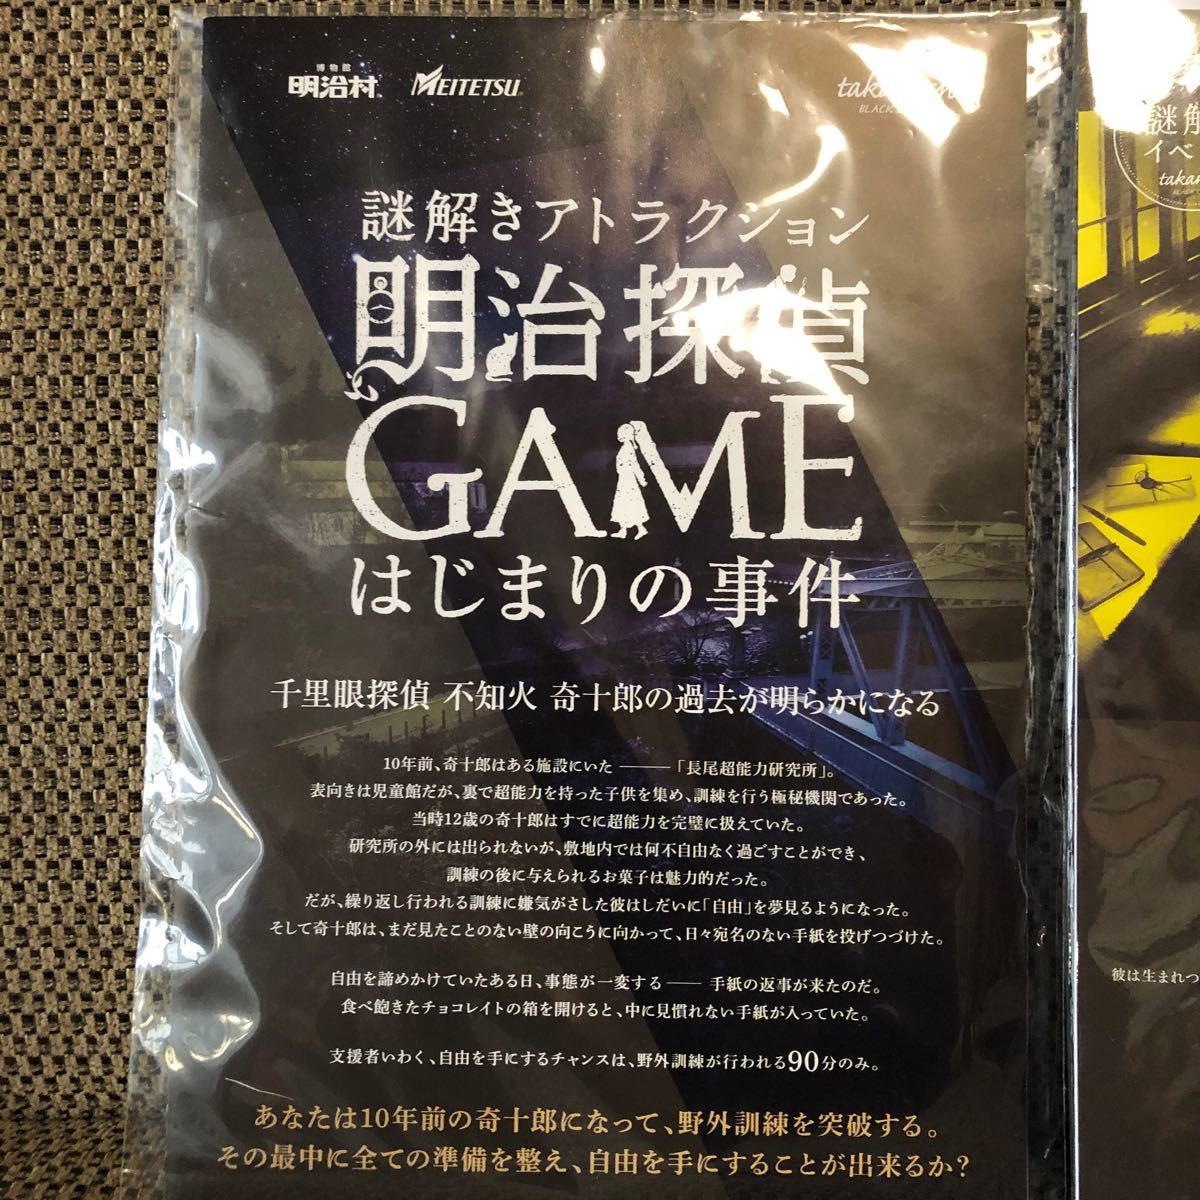 博物館
明治村
MEITETSU
謎解きアトラクション
明治探偵
GAME
はじまりの事件
千里眼探偵 不知火 奇十郎の過去が明らかになる
10年前、奇十郎はある施設にいた ――― 「長尾超能力研究所」。
表向きは児童館だが、裏で超能力を持った子供を集め、訓練を行う極秘機関であった。
当時12歳の奇十郎はすでに超能力を完璧に扱えていた。
研究所の外には出られないが、敷地内では何不自由なく過ごすことができ、
訓練の後に与えられるお菓子は魅力的だった。
だが、繰り返し行われる訓練に嫌気がさした彼はしだいに「自由」を夢見るようになった。
そして奇十郎は、まだ見たことのない壁の向こうに向かって、日々宛名のない手紙を投げつづけた。
自由を諦めかけていたある日、事態が一変する ―― 手紙の返事が来たのだ。
食べ飽きたチョコレイトの箱を開けると、中に見慣れない手紙が入っていた。
支援者いわく、自由を手にするチャンスは、野外訓練が行われる90分のみ。
あなたは10年前の奇十郎になって、野外訓練を突破する。
その最中に全ての準備を整え、自由を手にすることが出来るか?
謎解
イベ
彼は生まれつ